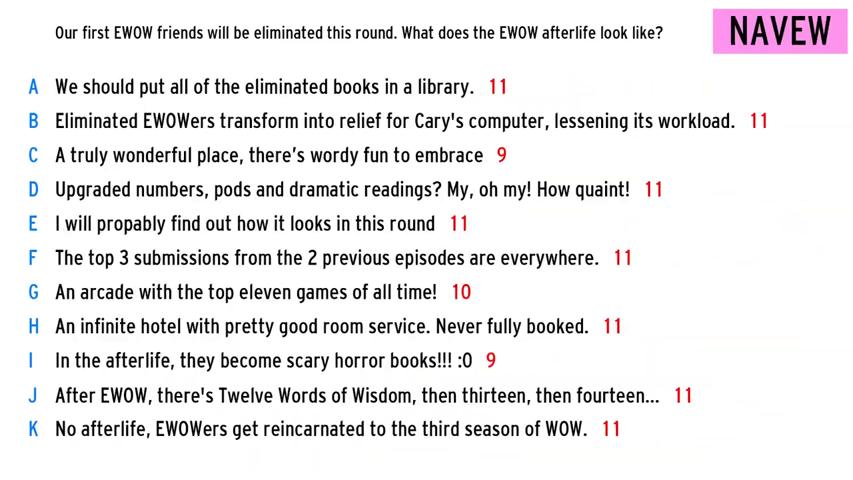 Our first EWOW friends will be eliminated this round. What does the EWOW afterlife look like?
NAVEW
A We should put all of the eliminated books in a library. 11
B Eliminated EWOWers transform into relief for Cary's computer, lessening its workload. 11
C A truly wonderful place, there's wordy fun to embrace 9
D Upgraded numbers, pods and dramatic readings? My, oh my! How quaint! 11
E I will propably find out how it looks in this round 11
F The top 3 submissions from the 2 previous episodes are everywhere. 11
G An arcade with the top eleven games of all time! 10
H An infinite hotel with pretty good room service. Never fully booked. 11
I In the afterlife, they become scary horror books!!! :0 9
J After EWOW, there's Twelve Words of Wisdom, then thirteen, then fourteen... 11
K No afterlife, EWOWers get reincarnated to the third season of WOW. 11